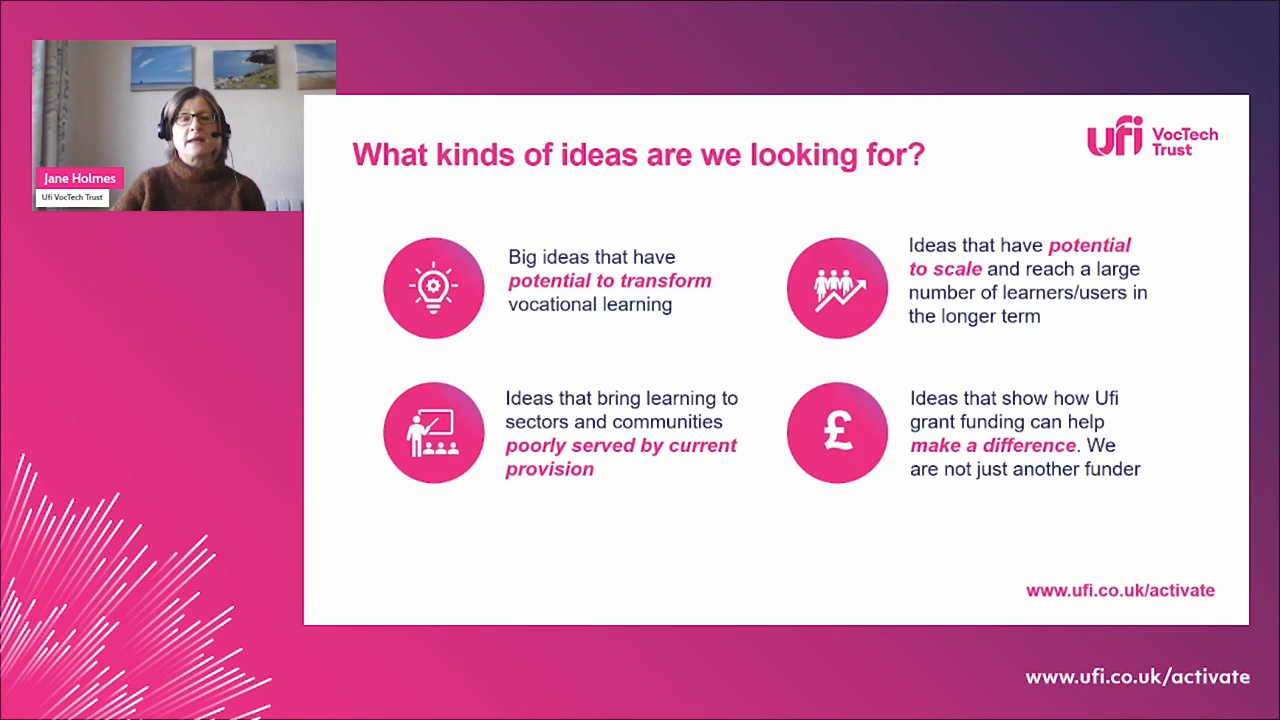 Jane Holmes
Ufi VocTech Trust
What kinds of ideas are we looking for?
ufi VocTech
Trust
Big ideas that have
potential to transform
vocational learning
Ideas that have potential
to scale and reach a large
number of learners/users in
the longer term
Ideas that bring learning to
sectors and communities
poorly served by current
provision
£
Ideas that show how Ufi
grant funding can help
make a difference. We
are not just another funder
www.ufi.co.uk/activate
www.ufi.co.uk/activate